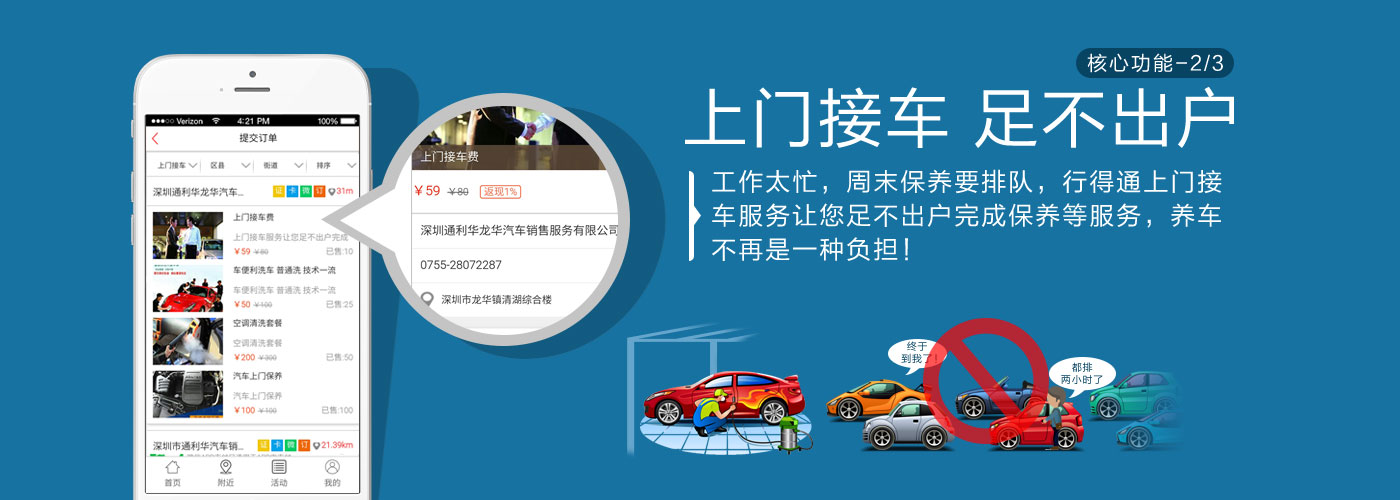 Verizon 4:21 PM 100%
提交订单
上门接车 区县 街道 排序
深圳通利华龙华汽车... 证 卡 微 订 31m
上门接车费
上门接车服务让您足不出户完成
￥59 ￥80 已售:10
车便利洗车 普通洗 技术一流
车便利洗车 普通洗 技术一流
￥50 ￥100 已售:25
空调清洗套餐
空调清洗套餐
￥200 ￥300 已售:50
汽车上门保养
汽车上门保养
￥100 ￥100 已售:100
深圳市通利华汽车销... 证 卡 微 订 21.39km
首页 附近 活动 我的
上门接车费
￥59 ￥80 返现1%
深圳通利华龙华汽车销售服务有限公司
0755-28072287
深圳市龙华镇清湖综合楼
核心功能-2/3
上门接车 足不出户
工作太忙，周末保养要排队，行得通上门接
车服务让您足不出户完成保养等服务，养车
不再是一种负担！
终于
到我了！
都排
两小时了